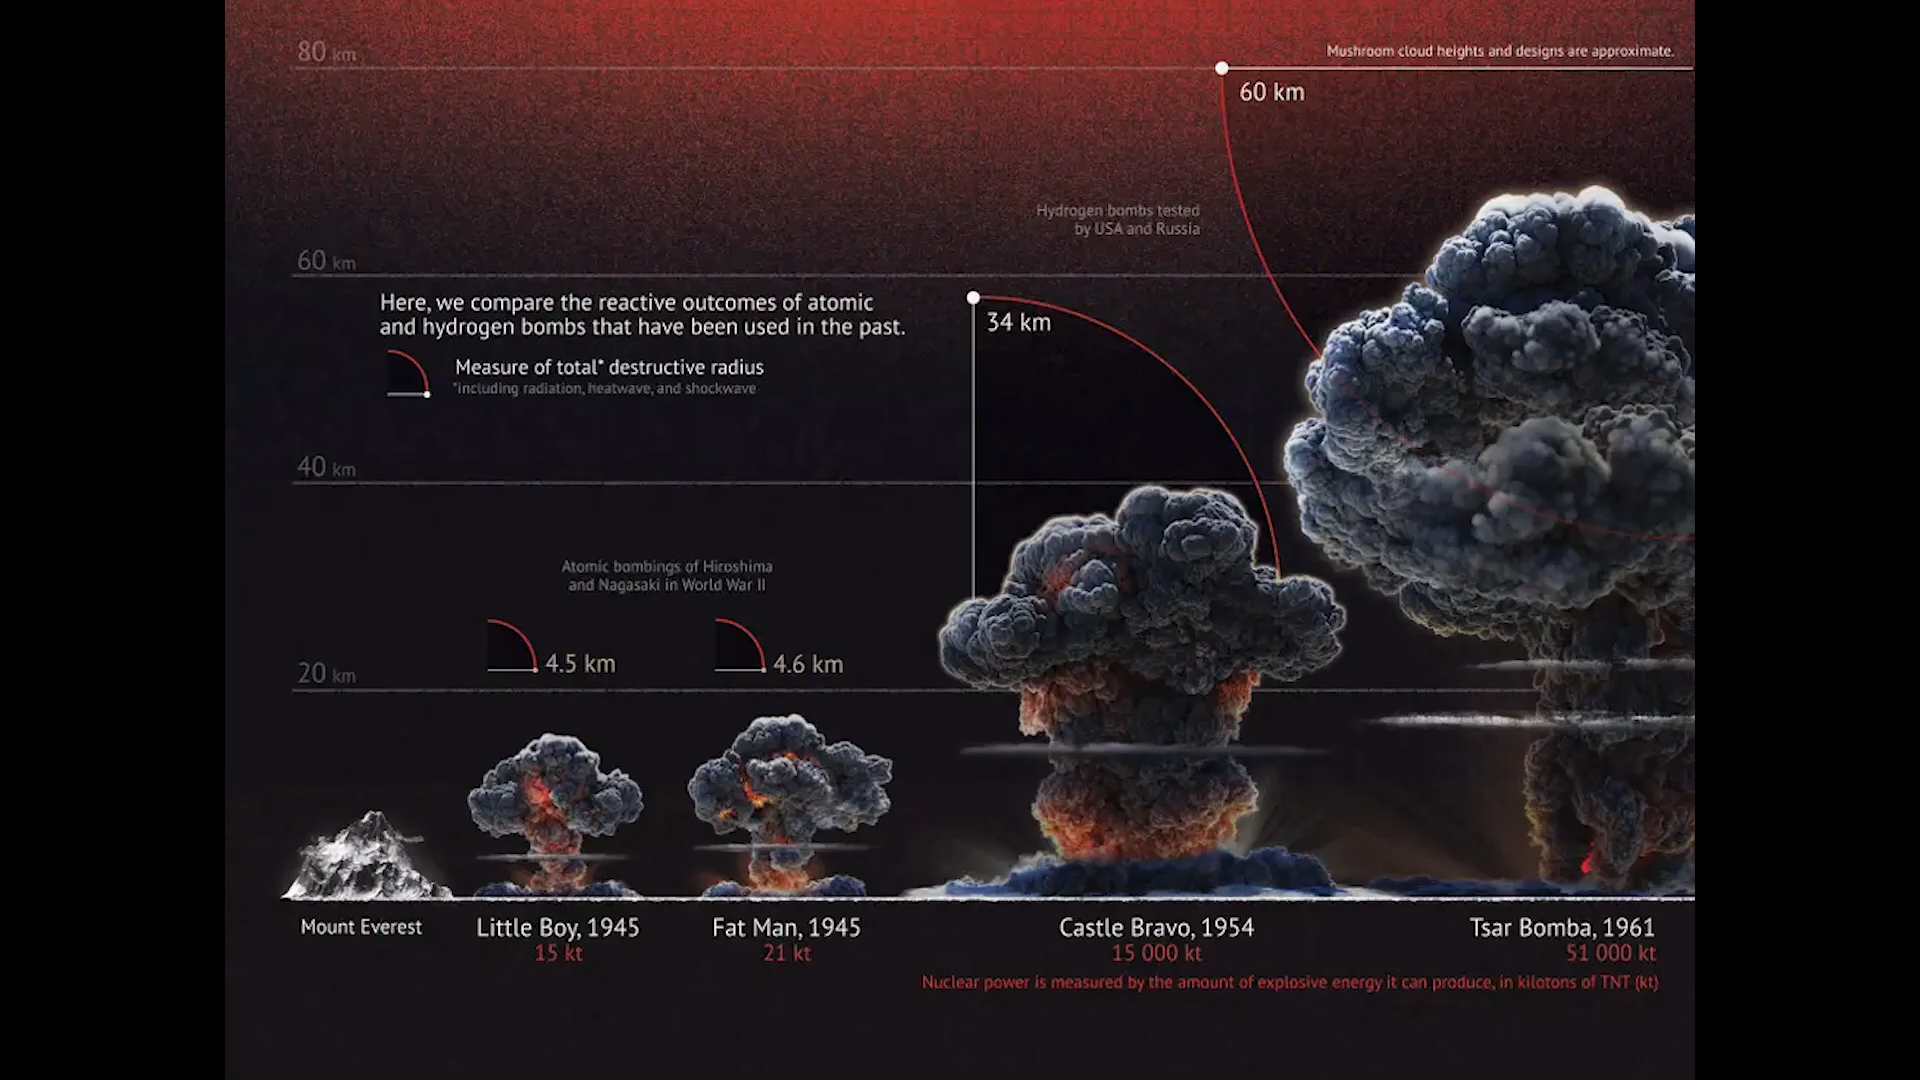 80 km
Mushroom cloud heights and designs are approximate.
60 km
Hydrogen bombs tested
by USA and Russia
60 km
Here, we compare the reactive outcomes of atomic
and hydrogen bombs that have been used in the past.
34 km
Measure of total* destructive radius
*including radiation, heatwave, and shockwave
40 km
Atomic bombings of Hiroshima
and Nagasaki in World War II
4.5 km
4.6 km
20 km
Mount Everest
Little Boy, 1945
15 kt
Fat Man, 1945
21 kt
Castle Bravo, 1954
15 000 kt
Tsar Bomba, 1961
51 000 kt
Nuclear power is measured by the amount of explosive energy it can produce, in kilotons of TNT (kt)